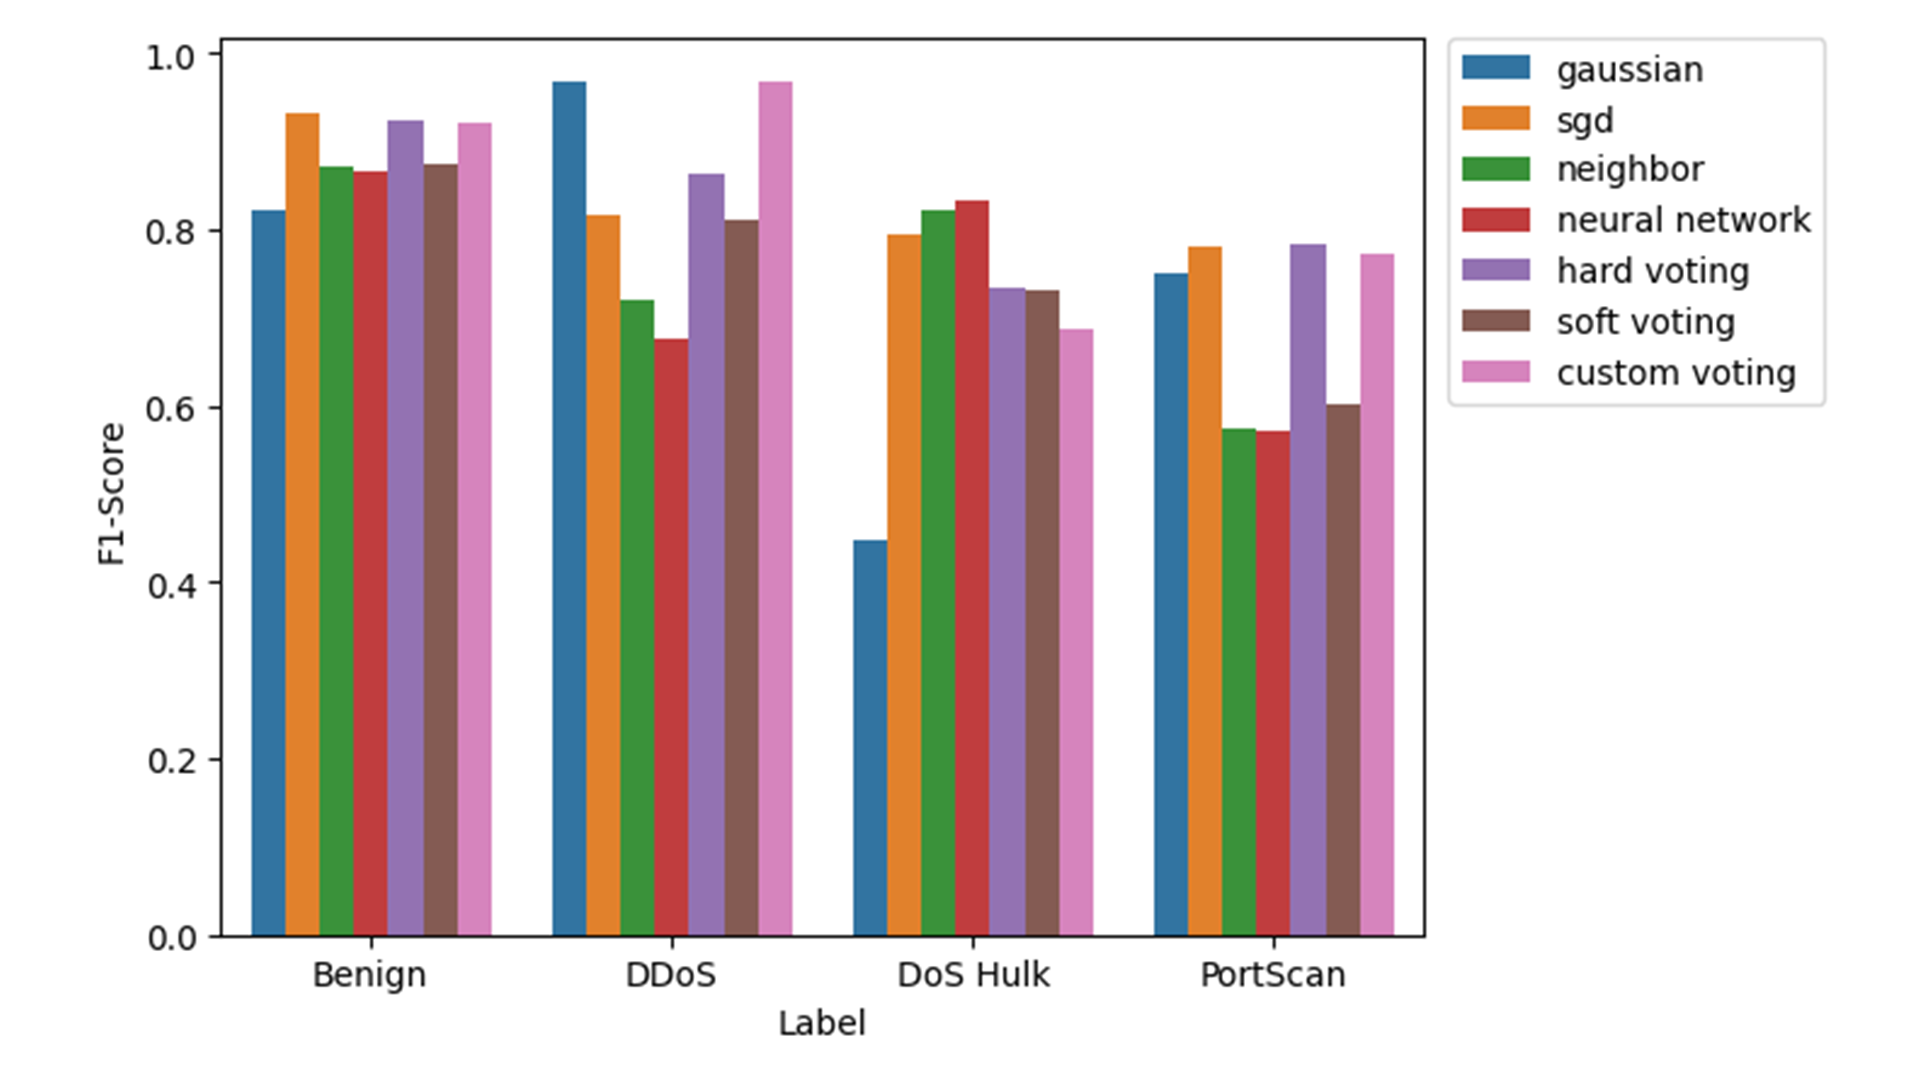 1.0
0.8
0.6
0.4
0.2
0.0
F1-Score
Benign
DDoS
DoS Hulk
PortScan
Label
gaussian
sgd
neighbor
neural network
hard voting
soft voting
custom voting